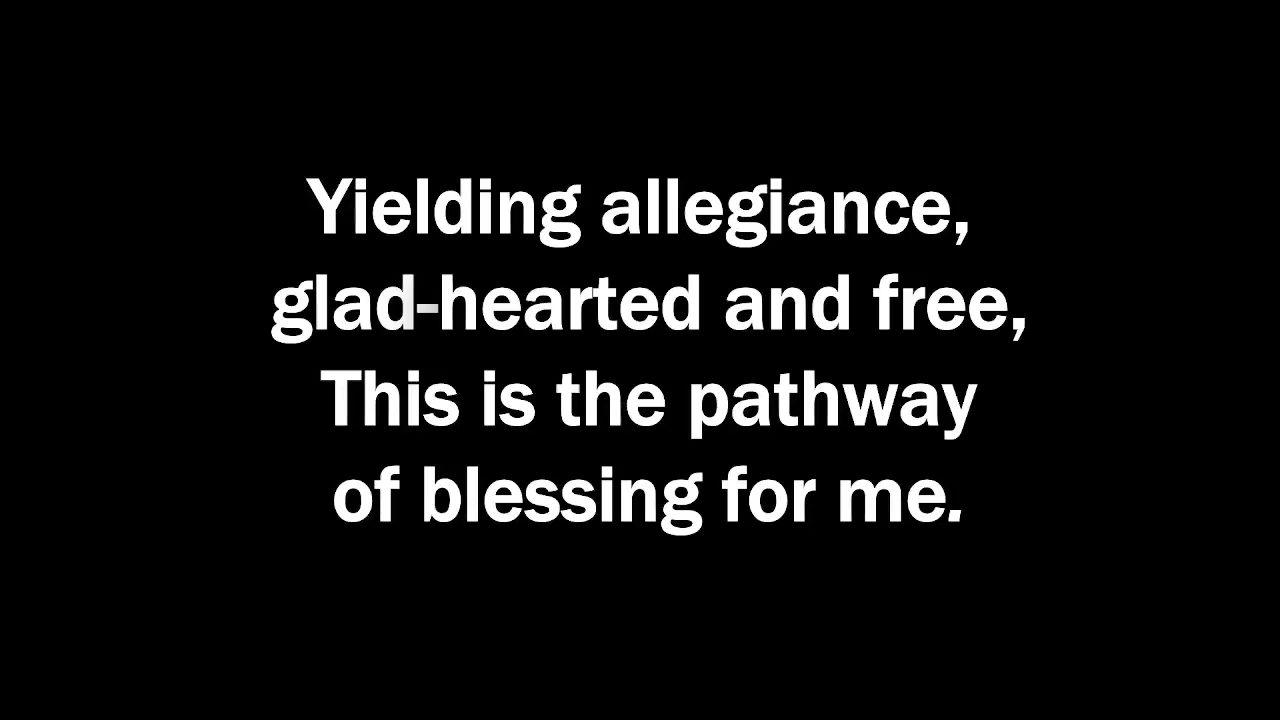 Yielding allegiance,
glad-hearted and free,
This is the pathway
of blessing for me.